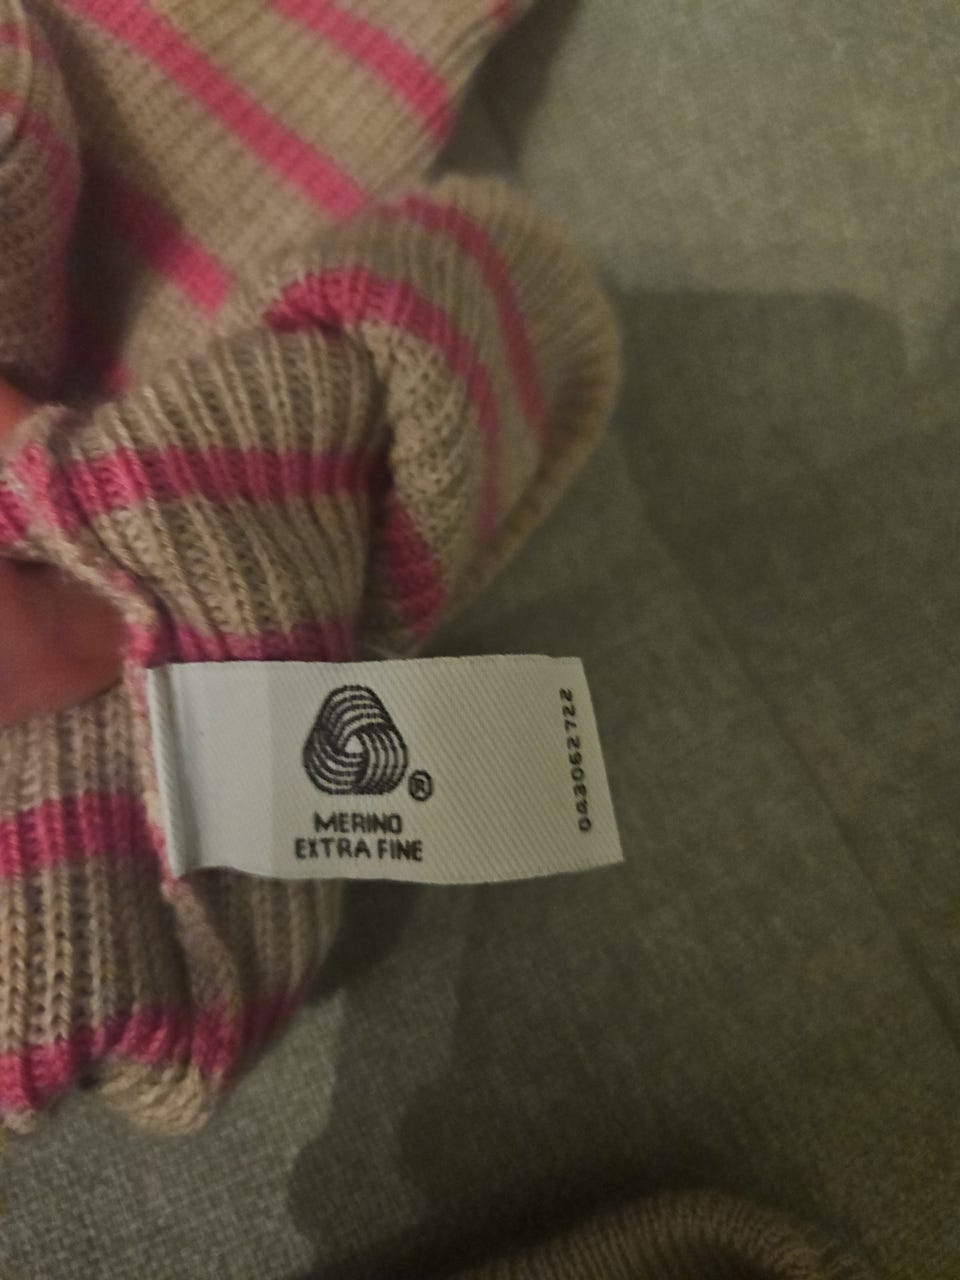 ®
MERINO
EXTRA FINE
043062722